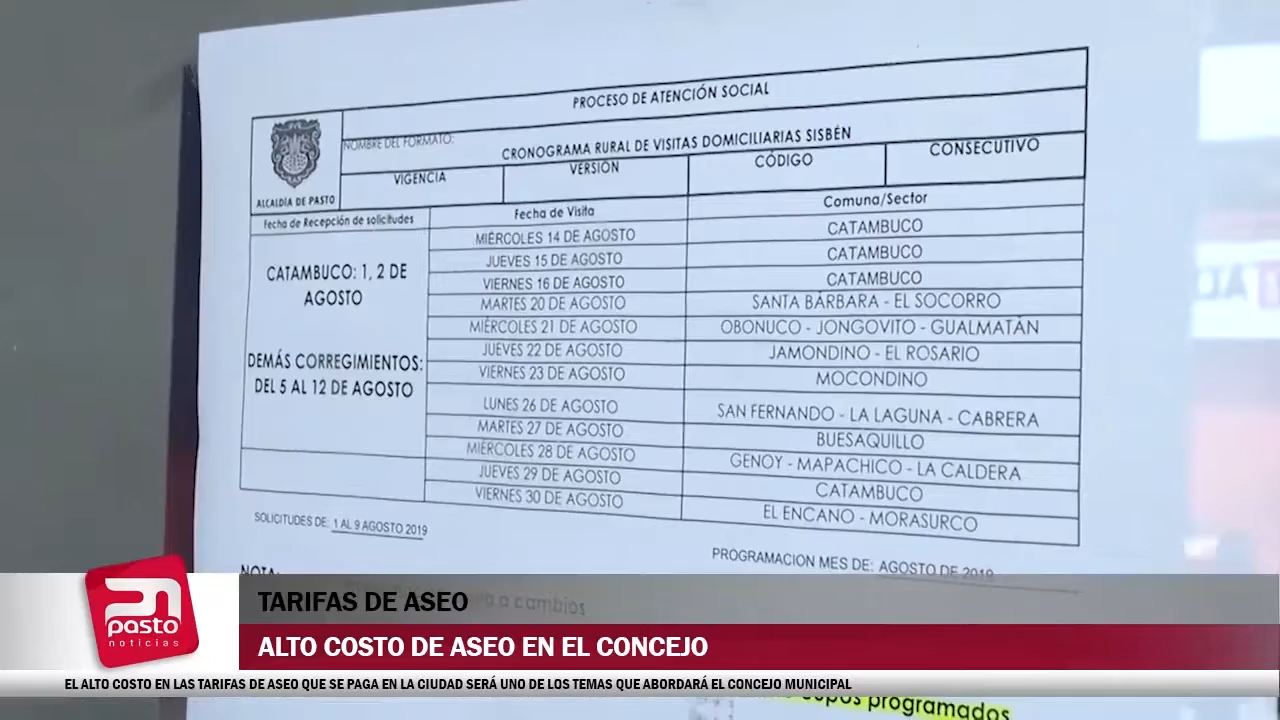 PROCESO DE ATENCIÓN SOCIAL
NOMBRE DEL FORMATO:
CRONOGRAMA RURAL DE VISITAS DOMICILIARIAS SISBÉN
VIGENCIA VERSIÓN CÓDIGO CONSECUTIVO
ALCALDÍA DE PASTO
Fecha de Recepción de solicitudes Fecha de Visita Comuna/Sector
CATAMBUCO: 1, 2 DE
AGOSTO
DEMÁS CORREGIMIENTOS:
DEL 5 AL 12 DE AGOSTO
MIÉRCOLES 14 DE AGOSTO CATAMBUCO
JUEVES 15 DE AGOSTO CATAMBUCO
VIERNES 16 DE AGOSTO CATAMBUCO
MARTES 20 DE AGOSTO SANTA BÁRBARA - EL SOCORRO
MIÉRCOLES 21 DE AGOSTO OBONUCO - JONGOVITO - GUALMATÁN
JUEVES 22 DE AGOSTO JAMONDINO - EL ROSARIO
VIERNES 23 DE AGOSTO MOCONDINO
LUNES 26 DE AGOSTO SAN FERNANDO - LA LAGUNA - CABRERA
MARTES 27 DE AGOSTO BUESAQUILLO
MIÉRCOLES 28 DE AGOSTO GENOY - MAPACHICO - LA CALDERA
JUEVES 29 DE AGOSTO CATAMBUCO
VIERNES 30 DE AGOSTO EL ENCANO - MORASURCO
SOLICITUDES DE: 1 AL 9 AGOSTO 2019
PROGRAMACION MES DE: AGOSTO DE 2019
NOTA:
a cambios
pasto
noticias
TARIFAS DE ASEO
ALTO COSTO DE ASEO EN EL CONCEJO
EL ALTO COSTO EN LAS TARIFAS DE ASEO QUE SE PAGA EN LA CIUDAD SERÁ UNO DE LOS TEMAS QUE ABORDARÁ EL CONCEJO MUNICIPAL
programados